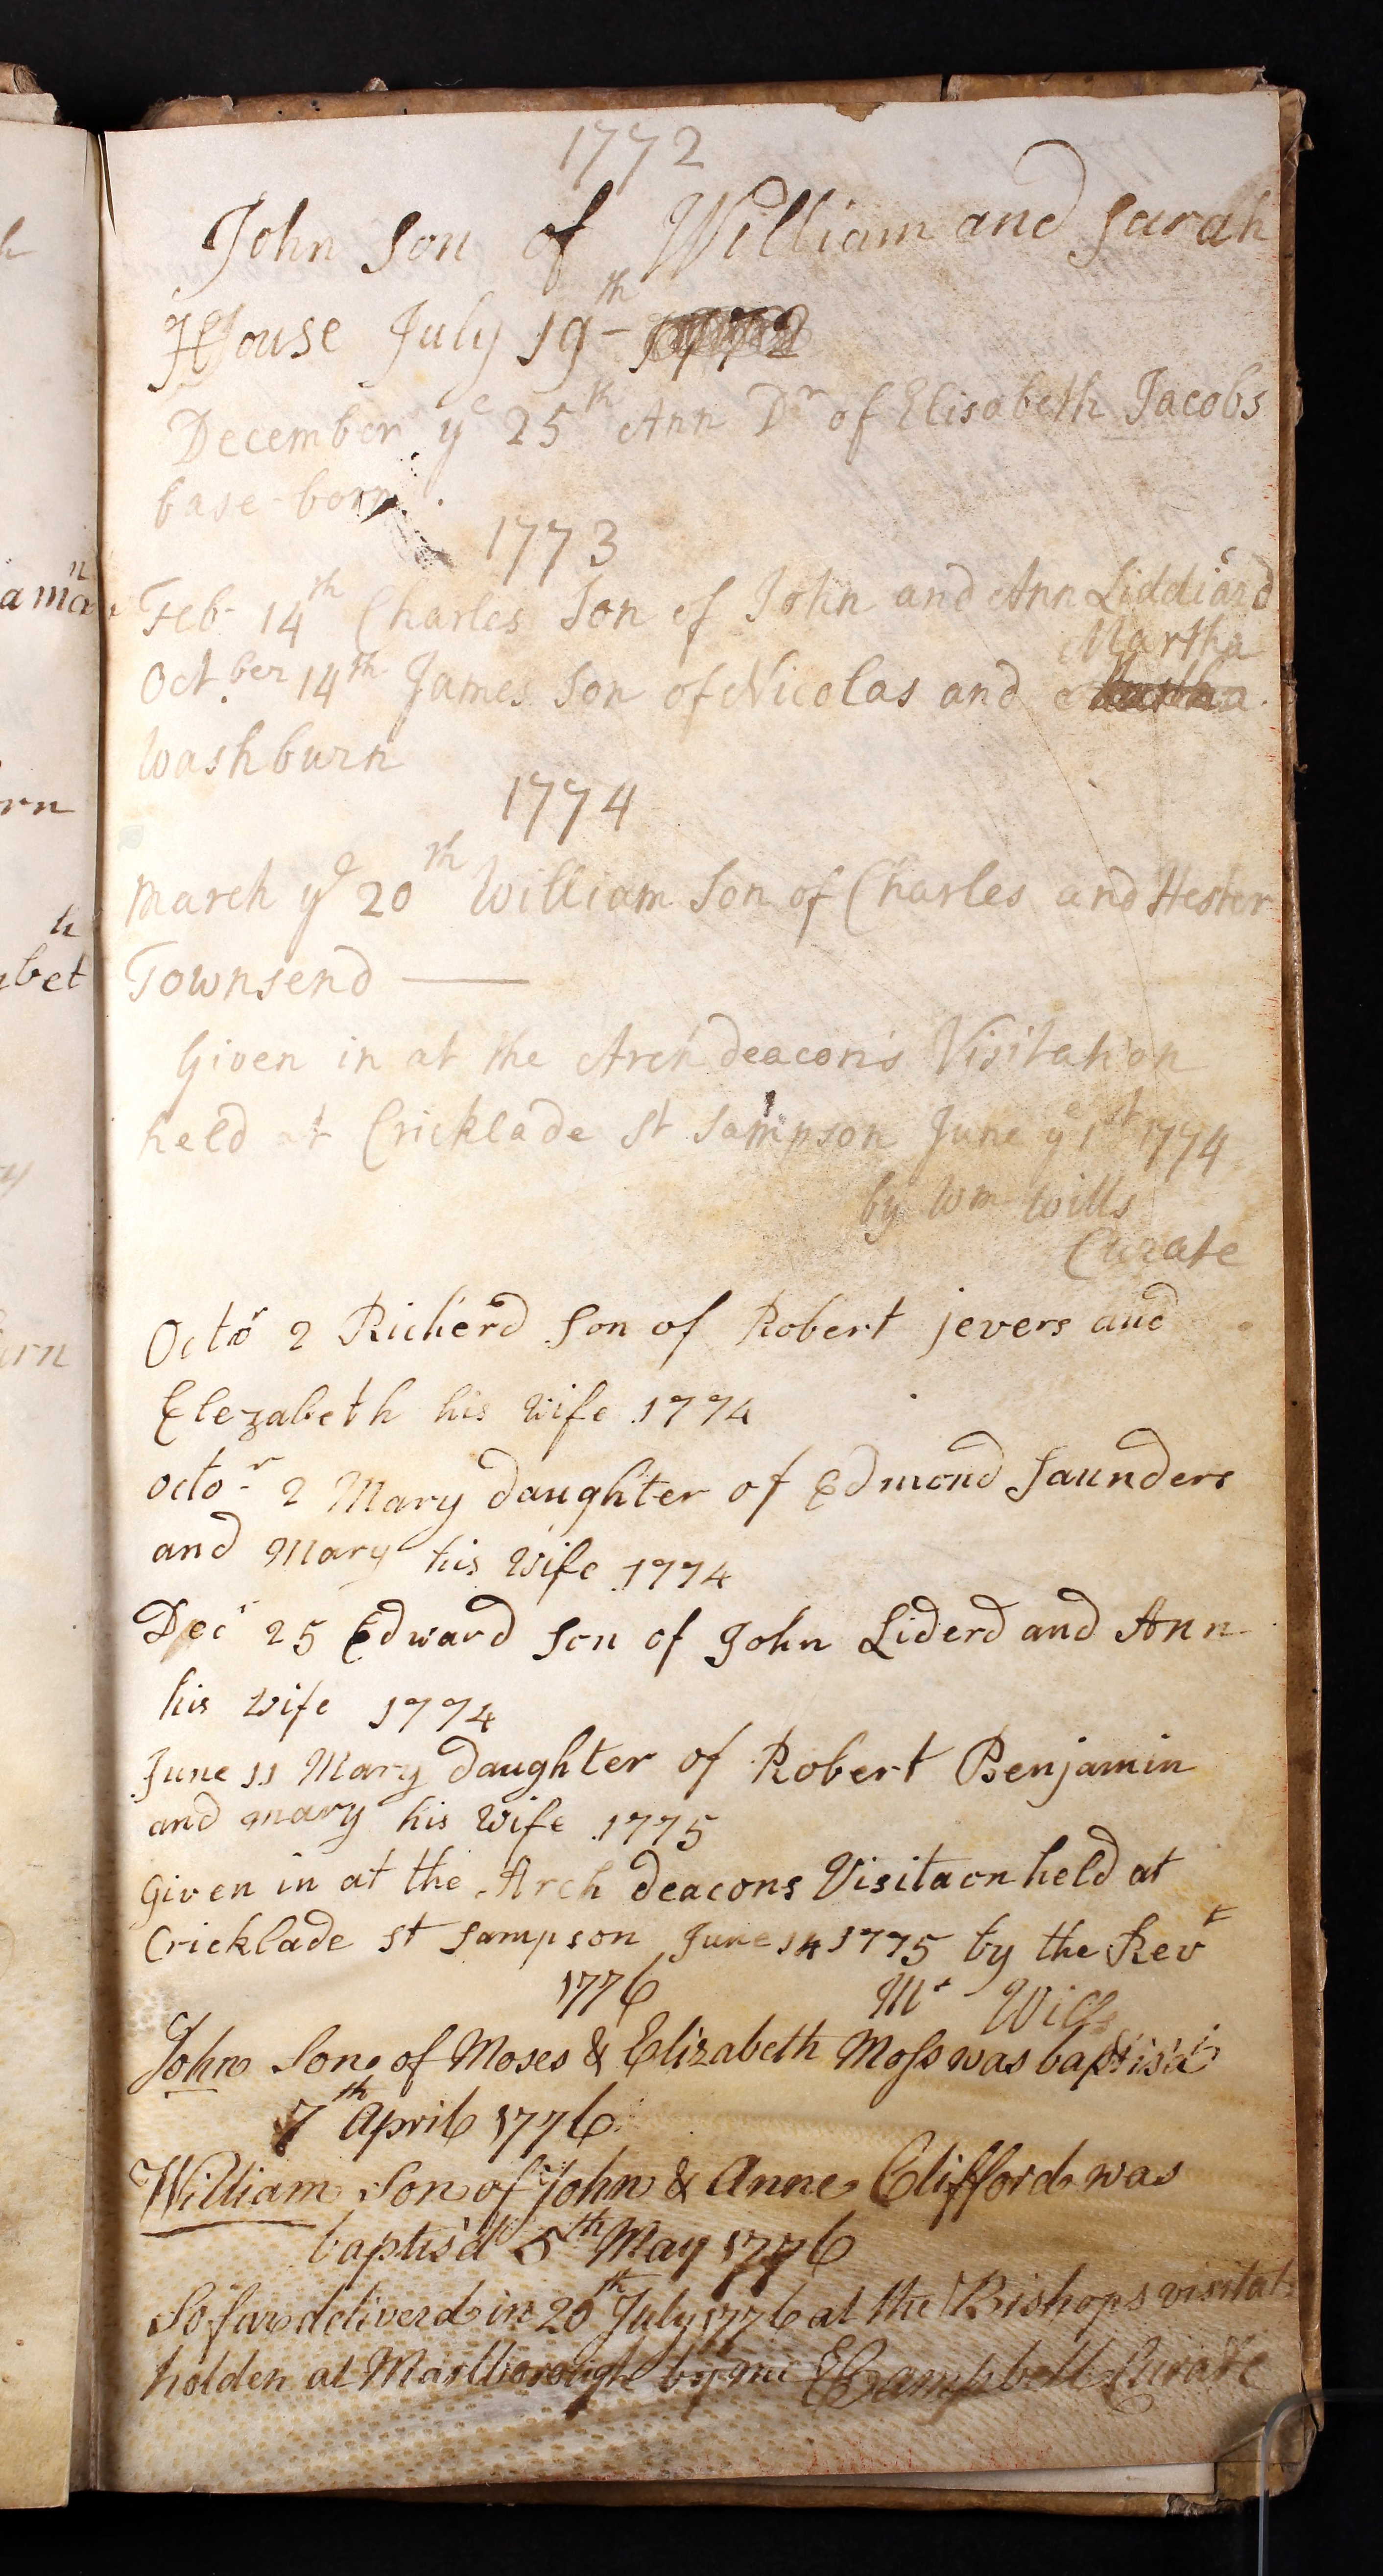 1772
John Son of William and Sarah
House July 19th 1772
December ye 25th Ann Dr of Elisabeth Jacobs
base-born.
1773
Feb 14th Charles Son of John and Ann Liddiard
Martha
Octber 14th James Son of Nicolas and
Washburn
1774
March ye 20th William Son of Charles and Hester
Townsend
Given in at the Arch deacon's Visitation
held at Cricklade St Sampson June ye 1st 1774
by Wm Wills
Curate
Octor 2 Richerd Son of Robert jevers and
Elezabeth his Wife 1774
octor 2 Mary daughter of Edmond Saunders
and Mary his Wife 1774
Decr 25 Edward Son of John Liderd and Ann
his Wife 1774
June 11 Mary daughter of Robert Benjamin
and mary his Wife 1775
Given in at the Arch deacons Visitaon held at
Cricklade St Sampson June 14 1775 by the Revt
1776 Mr Wills
John Son of Moses & Elizabeth Moss was baptis'd
7th April 1776
William Son of John & Anne Clifford was
baptis'd 5th May 1776
So far deliverd in 20th July 1776 at the Bishops visitat
holden at Marlborough by me E Campbell Curate